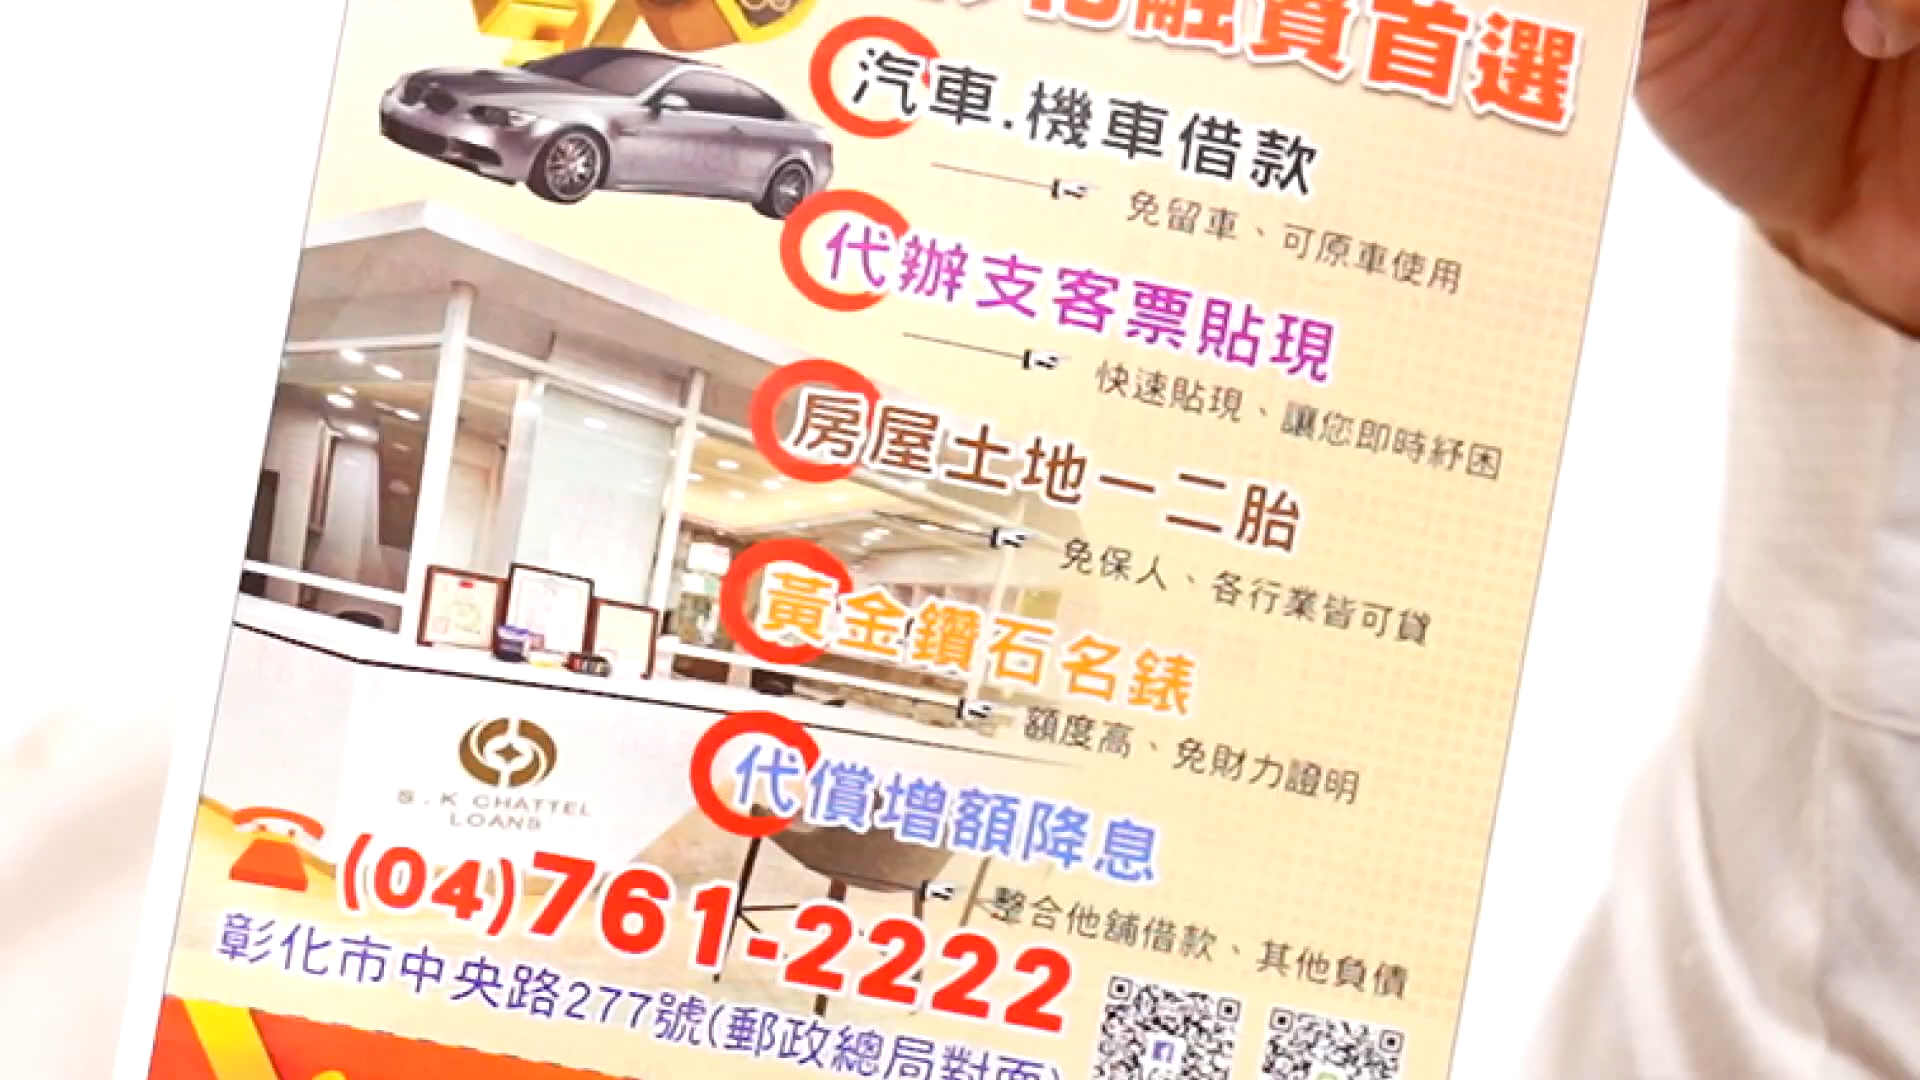 融資首選
汽車.機車借款
免留車、可原車使用
代辦支客票貼現
快速貼現、讓您即時紓困
房屋土地一二胎
免保人、各行業皆可貸
黃金鑽石名錶
額度高、免財力證明
代償增額降息
整合他舖借款、其他負債
S.K CHATTEL
LOANS
(04)761-2222
彰化市中央路277號(郵政總局對面)